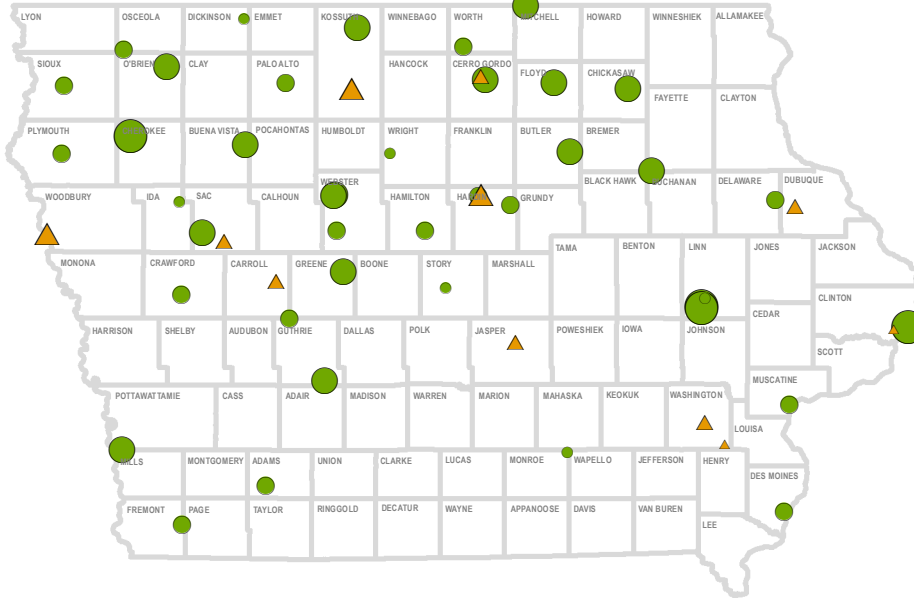 LYON OSCEOLA DICKINSON EMMET KOSSUTH WINNEBAGO WORTH MITCHELL HOWARD WINNESHIEK ALLAMAKEE
SIOUX O'BRIEN CLAY PALO ALTO HANCOCK CERRO GORDO FLOYD CHICKASAW
FAYETTE CLAYTON
PLYMOUTH CHEROKEE BUENA VISTA POCAHONTAS HUMBOLDT WRIGHT FRANKLIN BUTLER BREMER
WEBSTER BLACK HAWK BUCHANAN DELAWARE DUBUQUE
WOODBURY IDA SAC CALHOUN HAMILTON HARDIN GRUNDY
TAMA BENTON LINN JONES JACKSON
MONONA CRAWFORD CARROLL GREENE BOONE STORY MARSHALL
CLINTON
CEDAR
HARRISON SHELBY AUDUBON GUTHRIE DALLAS POLK JASPER POWESHIEK IOWA JOHNSON
SCOTT
MUSCATINE
POTTAWATTAMIE CASS ADAIR MADISON WARREN MARION MAHASKA KEOKUK WASHINGTON
LOUISA
MILLS MONTGOMERY ADAMS UNION CLARKE LUCAS MONROE WAPELLO JEFFERSON HENRY
DES MOINES
FREMONT PAGE TAYLOR RINGGOLD DECATUR WAYNE APPANOOSE DAVIS VAN BUREN
LEE